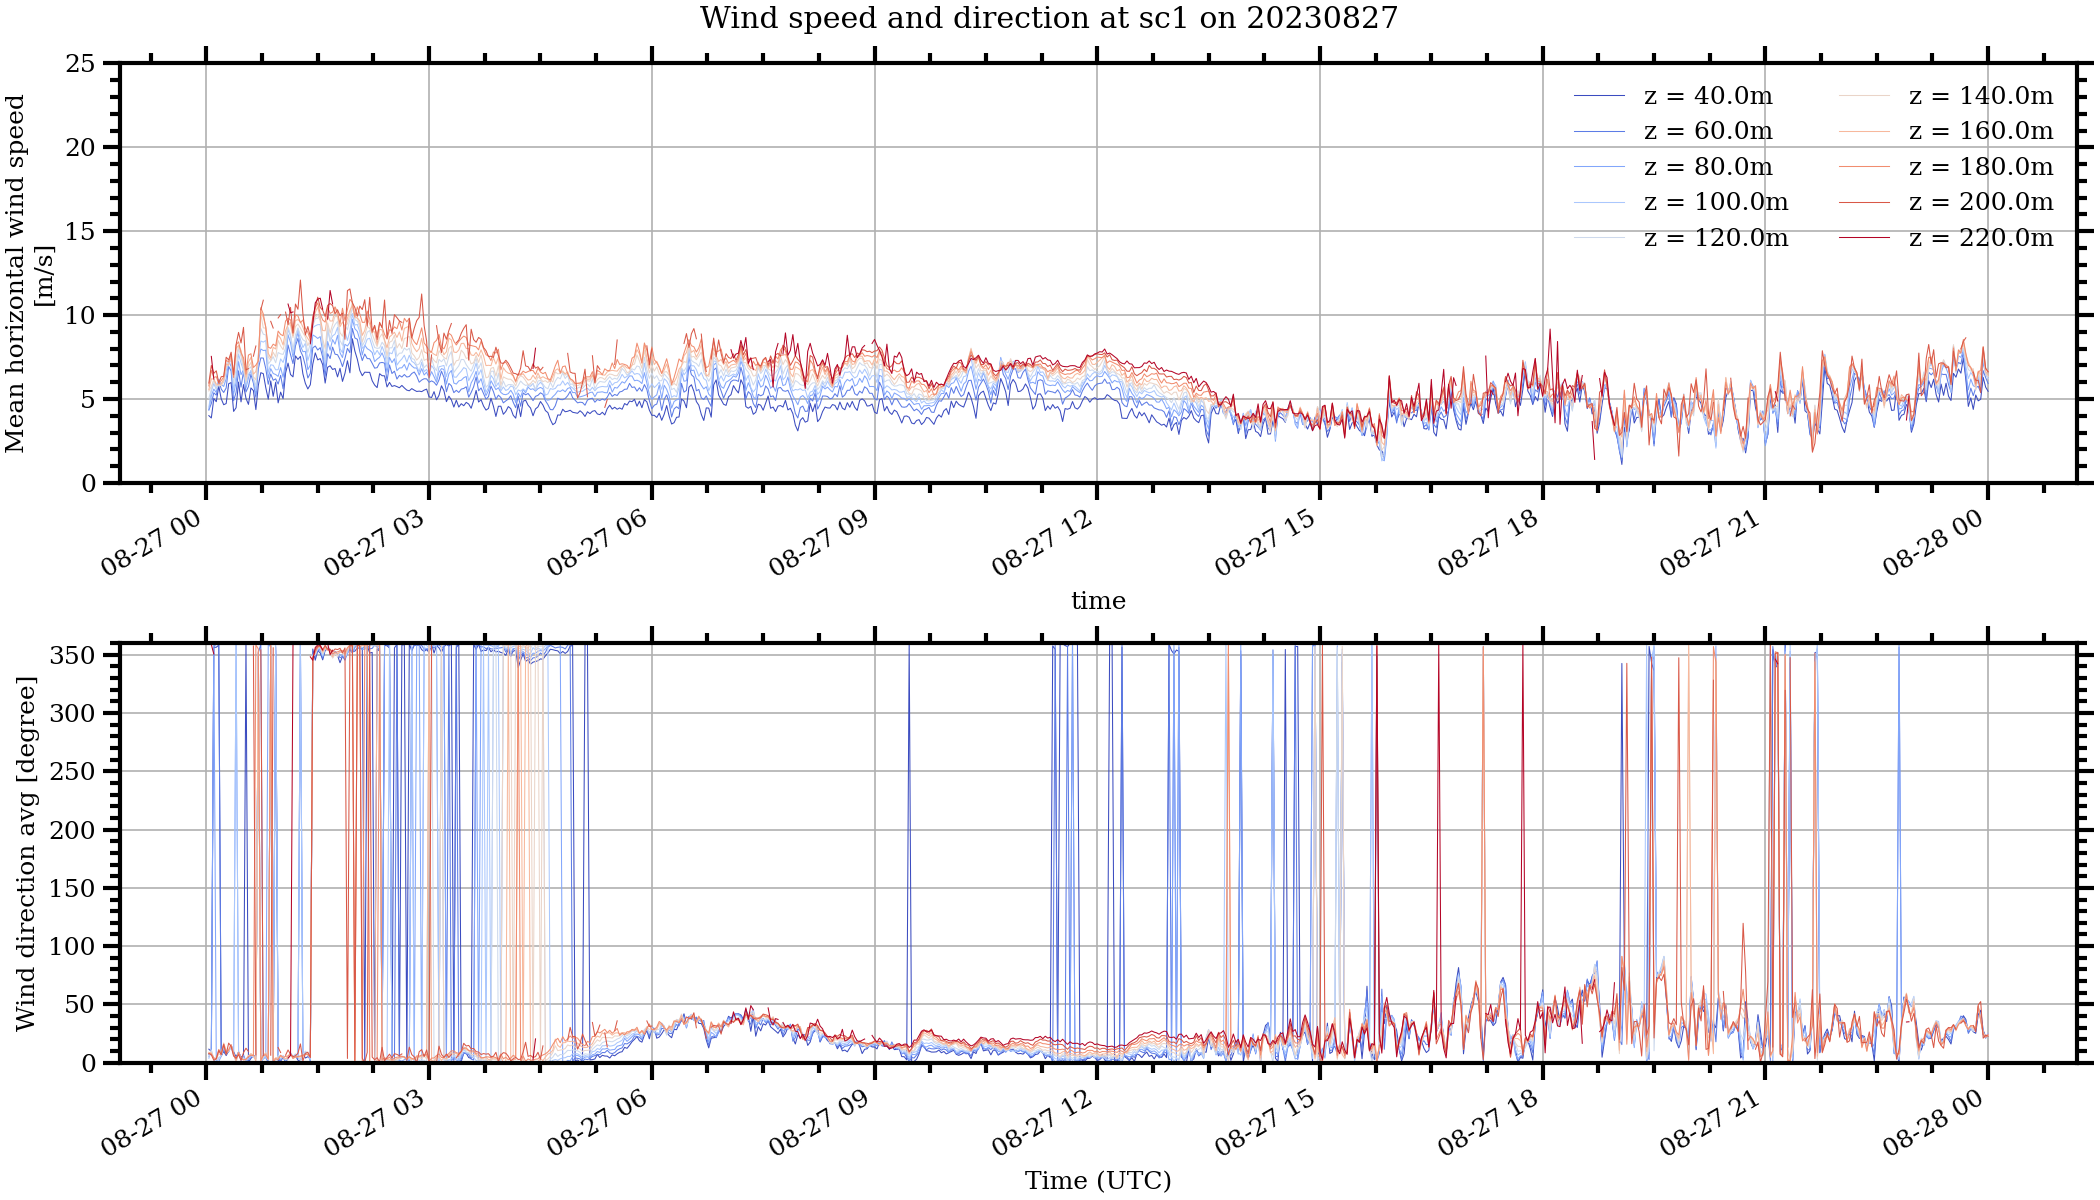 Wind speed and direction at sc1 on 20230827
Mean horizontal wind speed
[m/s]
25
20
15
10
5
0
z = 40.0m
z = 60.0m
z = 80.0m
z = 100.0m
z = 120.0m
z = 140.0m
z = 160.0m
z = 180.0m
z = 200.0m
z = 220.0m
08-27 00
08-27 03
08-27 06
08-27 09
08-27 12
08-27 15
08-27 18
08-27 21
08-28 00
time
Wind direction avg [degree]
350
300
250
200
150
100
50
0
08-27 00
08-27 03
08-27 06
08-27 09
08-27 12
08-27 15
08-27 18
08-27 21
08-28 00
Time (UTC)